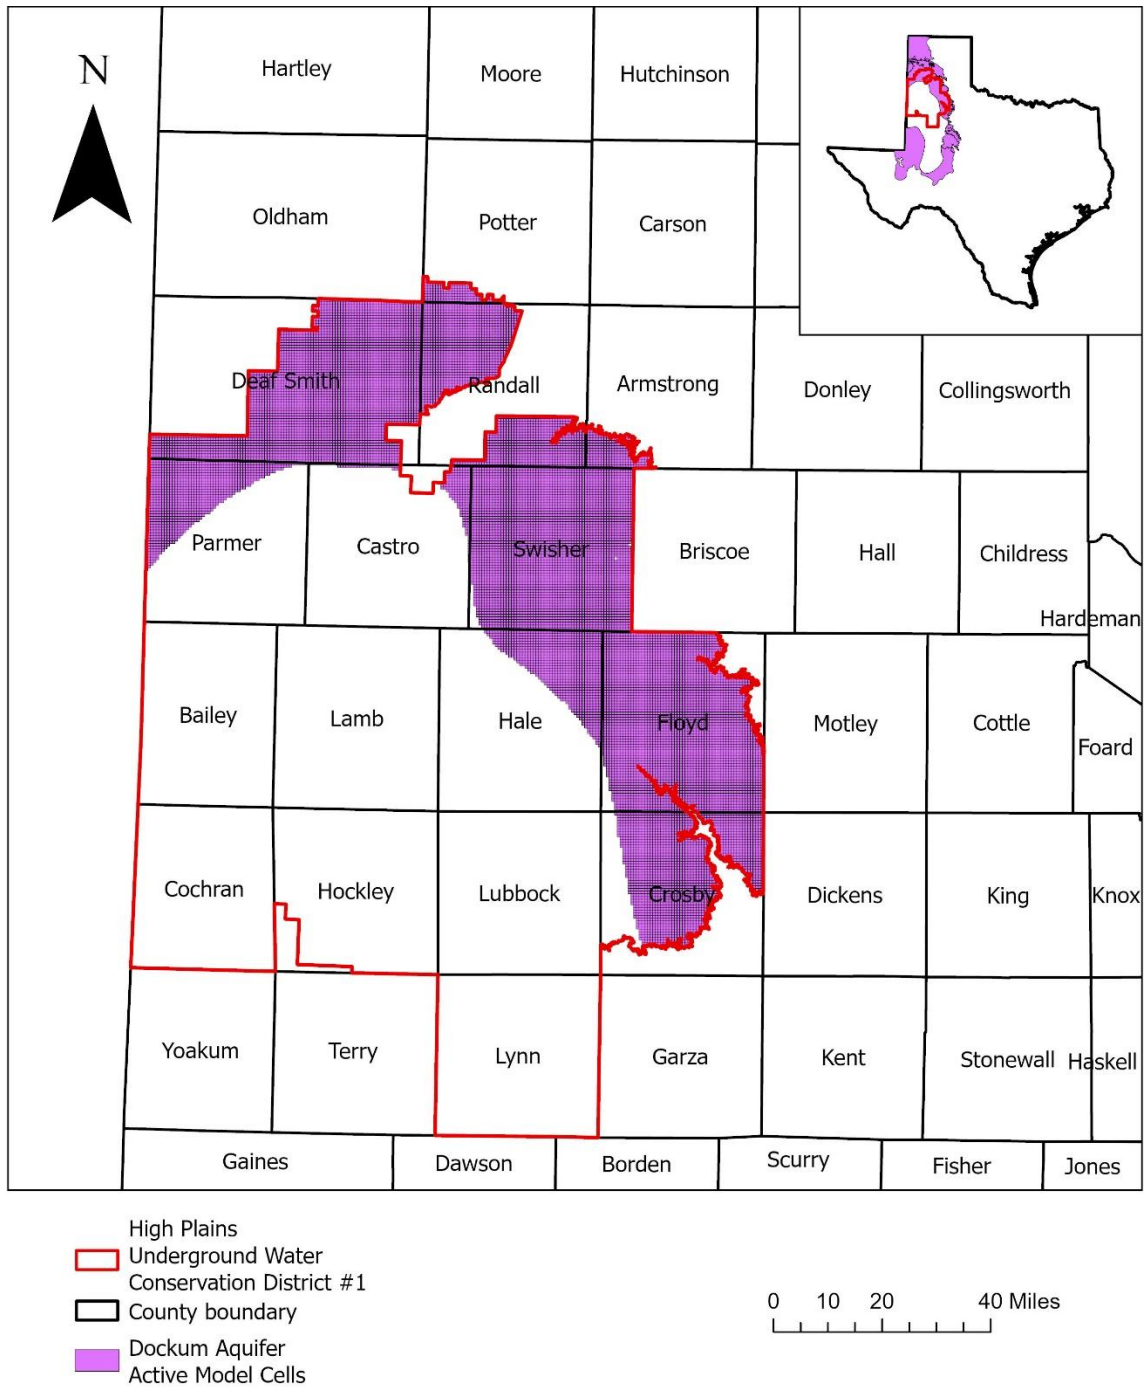 N
Hartley
Moore
Hutchinson
Oldham
Potter
Carson
Deaf Smith
Randall
Armstrong
Donley
Collingsworth
Parmer
Castro
Swisher
Briscoe
Hall
Childress
Hardeman
Bailey
Lamb
Hale
Floyd
Motley
Cottle
Foard
Cochran
Hockley
Lubbock
Crosby
Dickens
King
Knox
Yoakum
Terry
Lynn
Garza
Kent
Stonewall
Haskell
Gaines
Dawson
Borden
Scurry
Fisher
Jones
High Plains
Underground Water
Conservation District #1
County boundary
Dockum Aquifer
Active Model Cells
0 10 20 40 Miles